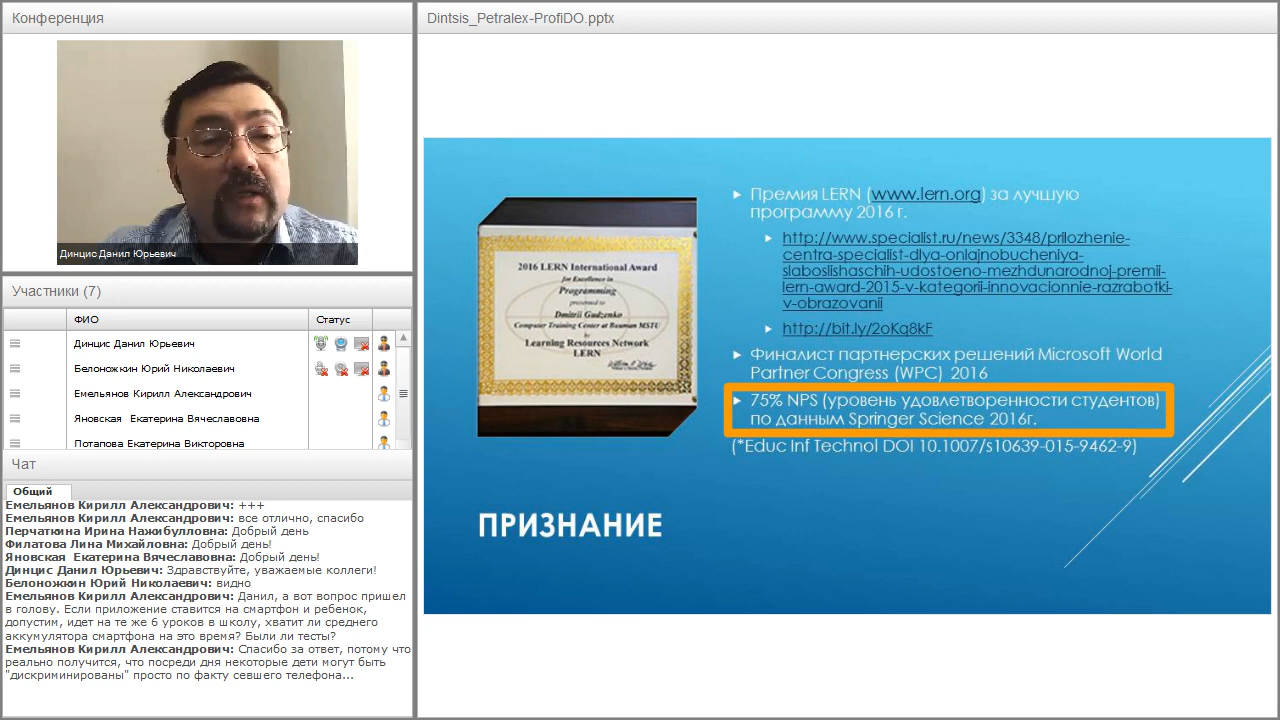 Конференция
Динцис Данил Юрьевич
Участники (7)
ФИО
Статус
Динцис Данил Юрьевич
Белоножкин Юрий Николаевич
Емельянов Кирилл Александрович
Яновская Екатерина Вячеславовна
Потапова Екатерина Викторовна
Чат
Общий
Емельянов Кирилл Александрович: +++
Емельянов Кирилл Александрович: все отлично, спасибо
Перчаткина Ирина Нажибулловна: Добрый день
Филатова Лина Михайловна: Добрый день!
Яновская Екатерина Вячеславовна: Добрый день!
Динцис Данил Юрьевич: Здравствуйте, уважаемые коллеги!
Белоножкин Юрий Николаевич: видно
Емельянов Кирилл Александрович: Данил, а вот вопрос пришел
в голову. Если приложение ставится на смартфон и ребенок,
допустим, идет на те же 6 уроков в школу, хватит ли среднего
аккумулятора смартфона на это время? Были ли тесты?
Емельянов Кирилл Александрович: Спасибо за ответ, потому что
реально получится, что посреди дня некоторые дети могут быть
"дискриминированы" просто по факту севшего телефона...
Dintsis_Petralex-ProfiDO.pptx
2016 LERN International Award
for Excellence in
Programming
presented to
Dmitrii Gudzenko
Computer Training Center at Bauman MSTU
by
Learning Resources Network
LERN
Премия LERN (www.lern.org) за лучшую
программу 2016 г.
http://www.specialist.ru/news/3348/prilozhenie-
centra-specialist-dlya-onlajnobucheniya-
slaboslishaschih-udostoeno-mezhdunarodnoj-premii-
lern-award-2015-v-kategorii-innovacionnie-razrabotki-
v-obrazovanii
http://bit.ly/2oKq8kF
Финалист партнерских решений Microsoft World
Partner Congress (WPC) 2016
75% NPS (уровень удовлетворенности студентов)
по данным Springer Science 2016г.
(*Educ Inf Technol DOI 10.1007/s10639-015-9462-9)
ПРИЗНАНИЕ